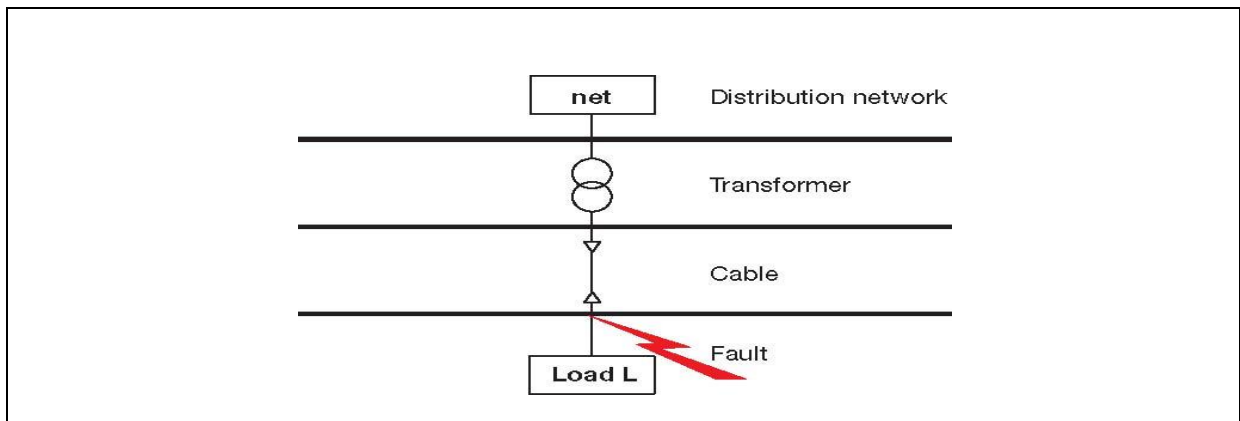 net
Distribution network
Transformer
Cable
Fault
Load L